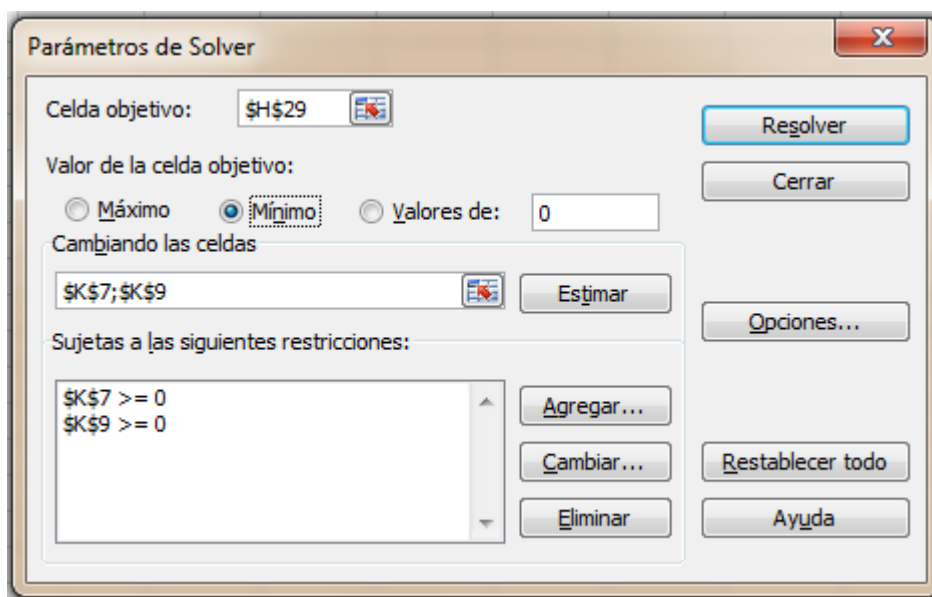 Parámetros de Solver
Celda objetivo: $H$29
Resolver
Valor de la celda objetivo:
Cerrar
Máximo Mínimo Valores de: 0
Cambiando las celdas
$K$7;$K$9 Estimar
Opciones...
Sujetas a las siguientes restricciones:
$K$7 >= 0
$K$9 >= 0
Agregar...
Cambiar...
Restablecer todo
Eliminar
Ayuda